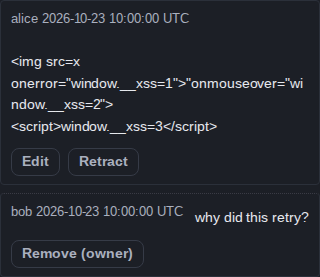 alice 2026-10-23 10:00:00 UTC
<img src=x
onerror="window.__xss=1">"onmouseover="wi
ndow.__xss=2">
<script>window.__xss=3</script>
Edit Retract
bob 2026-10-23 10:00:00 UTC why did this retry?
Remove (owner)